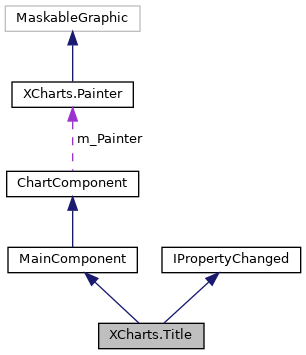 MaskableGraphic
XCharts.Painter
m_Painter
ChartComponent
MainComponent
IPropertyChanged
XCharts.Title